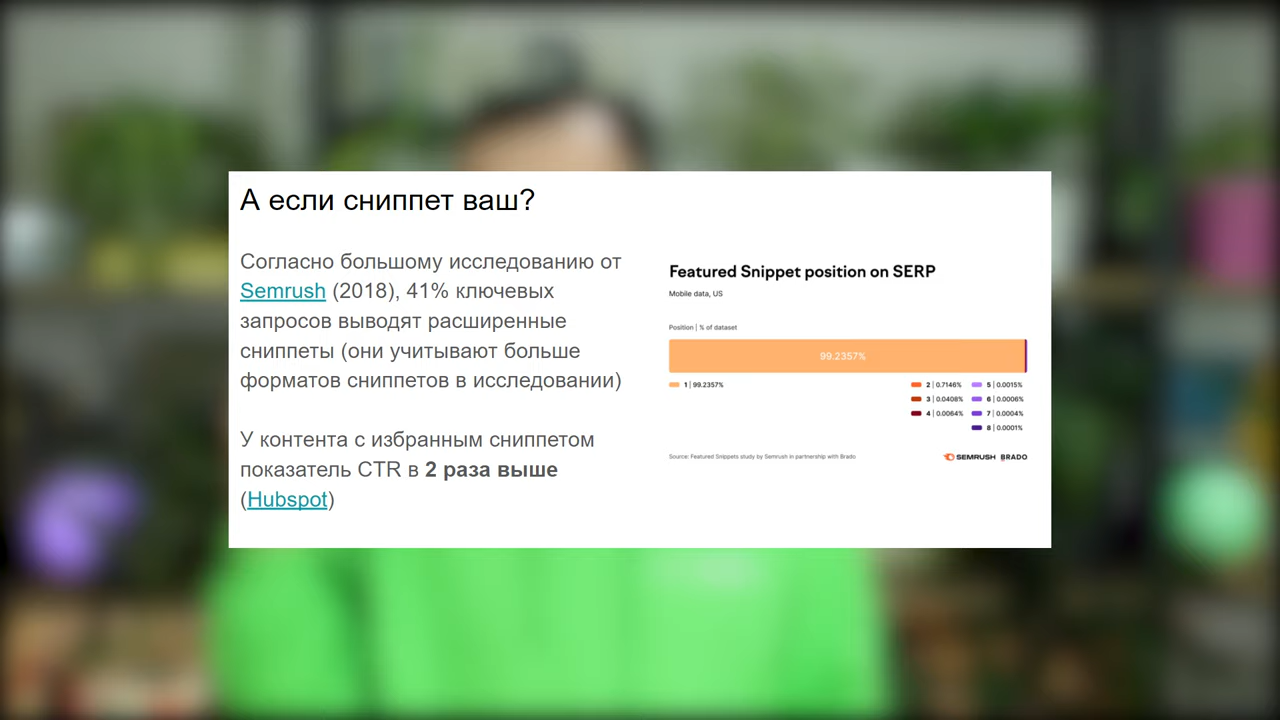 А если сниппет ваш?
Согласно большому исследованию от
Semrush (2018), 41% ключевых
запросов выводят расширенные
сниппеты (они учитывают больше
форматов сниппетов в исследовании)
У контента с избранным сниппетом
показатель CTR в 2 раза выше
(Hubspot)
Featured Snippet position on SERP
Mobile data, US
Position | % of dataset
99.2357%
1 | 99.2357%
2 | 0.7146%
3 | 0.0408%
4 | 0.0064%
5 | 0.0015%
6 | 0.0006%
7 | 0.0004%
8 | 0.0001%
Source: Featured Snippets study by Semrush in partnership with Brado
SEMRUSH BRADO